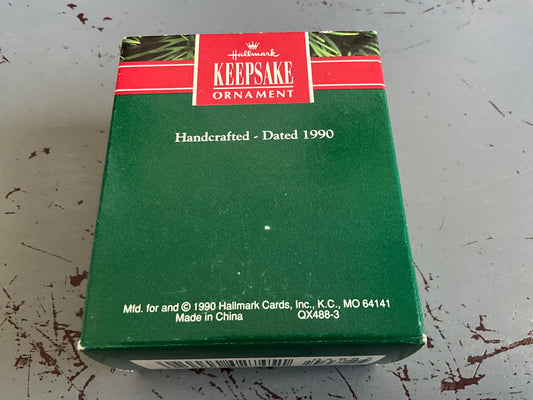 Hallmark
KEEPSAKE
ORNAMENT
Handcrafted - Dated 1990
Mfd. for and © 1990 Hallmark Cards, Inc., K.C., MO 64141
Made in China QX488-3